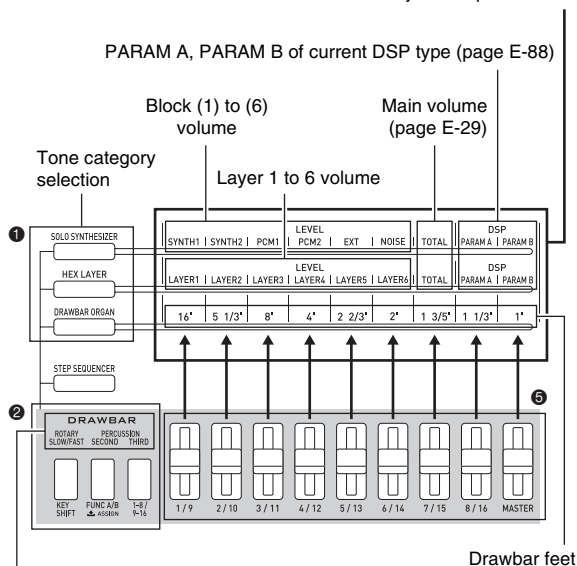 PARAM A, PARAM B of current DSP type (page E-88)
Block (1) to (6)
volume
Main volume
(page E-29)
Tone category
selection
Layer 1 to 6 volume
❶
SOLO SYNTHESIZER
LEVEL
DSP
SYNTH1 | SYNTH2 | PCM1 | PCM2 | EXT | NOISE | TOTAL | PARAM A | PARAM B
HEX LAYER
LEVEL
DSP
LAYER1 | LAYER2 | LAYER3 | LAYER4 | LAYER5 | LAYER6 | TOTAL | PARAM A | PARAM B
DRAWBAR ORGAN
16' | 5 1/3' | 8' | 4' | 2 2/3' | 2' | 1 3/5' | 1 1/3' | 1'
STEP SEQUENCER
❷
❺
DRAWBAR
ROTARY PERCUSSION
SLOW/FAST SECOND THIRD
KEY SHIFT
FUNC A/B ASSIGN
1-8 / 9-16
1 / 9 2 / 10 3 / 11 4 / 12 5 / 13 6 / 14 7 / 15 8 / 16 MASTER
Drawbar feet